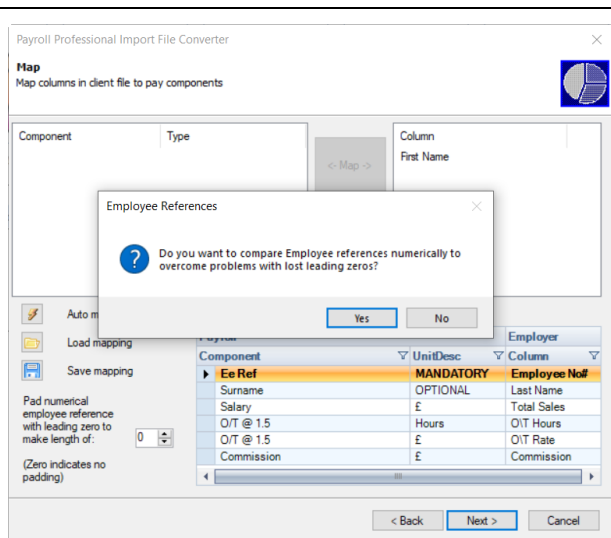 Payroll Professional Import File Converter
Map
Map columns in client file to pay components
Component Type
<- Map ->
Column
First Name
Employee References
Do you want to compare Employee references numerically to
overcome problems with lost leading zeros?
Yes No
Auto m
Load mapping
Save mapping
Pad numerical
employee reference
with leading zero to
make length of: 0
(Zero indicates no
padding)
Employer
Component UnitDesc Column
Ee Ref MANDATORY Employee No#
Surname OPTIONAL Last Name
Salary £ Total Sales
O/T @ 1.5 Hours O\T Hours
O/T @ 1.5 £ O\T Rate
Commission £ Commission
< Back Next > Cancel